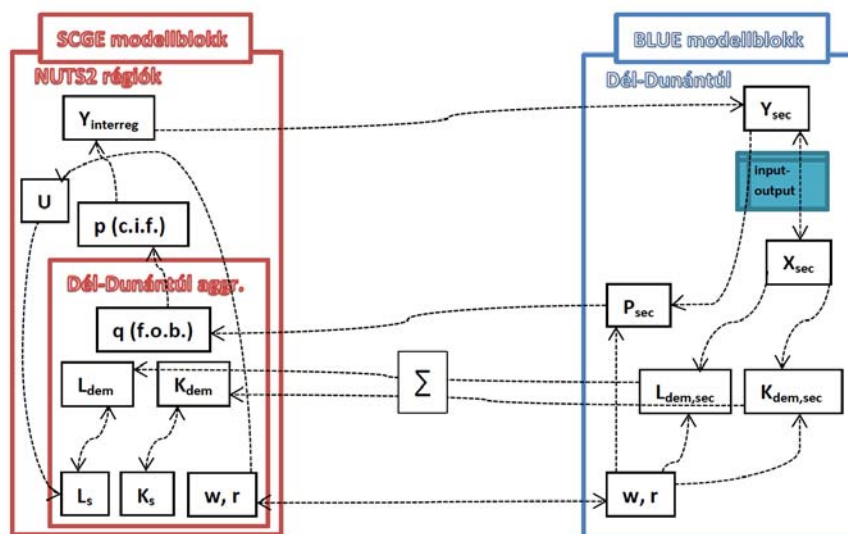 SCGE modellblokk
BLUE modellblokk
NUTS2 régiók
Dél-Dunántúl
Yinterreg
Ysec
input-
output
U
p (c.i.f.)
Xsec
Dél-Dunántúl aggr.
Psec
q (f.o.b.)
Ldem
Kdem
Σ
Ldem,sec
Kdem,sec
Ls
Ks
w, r
w, r